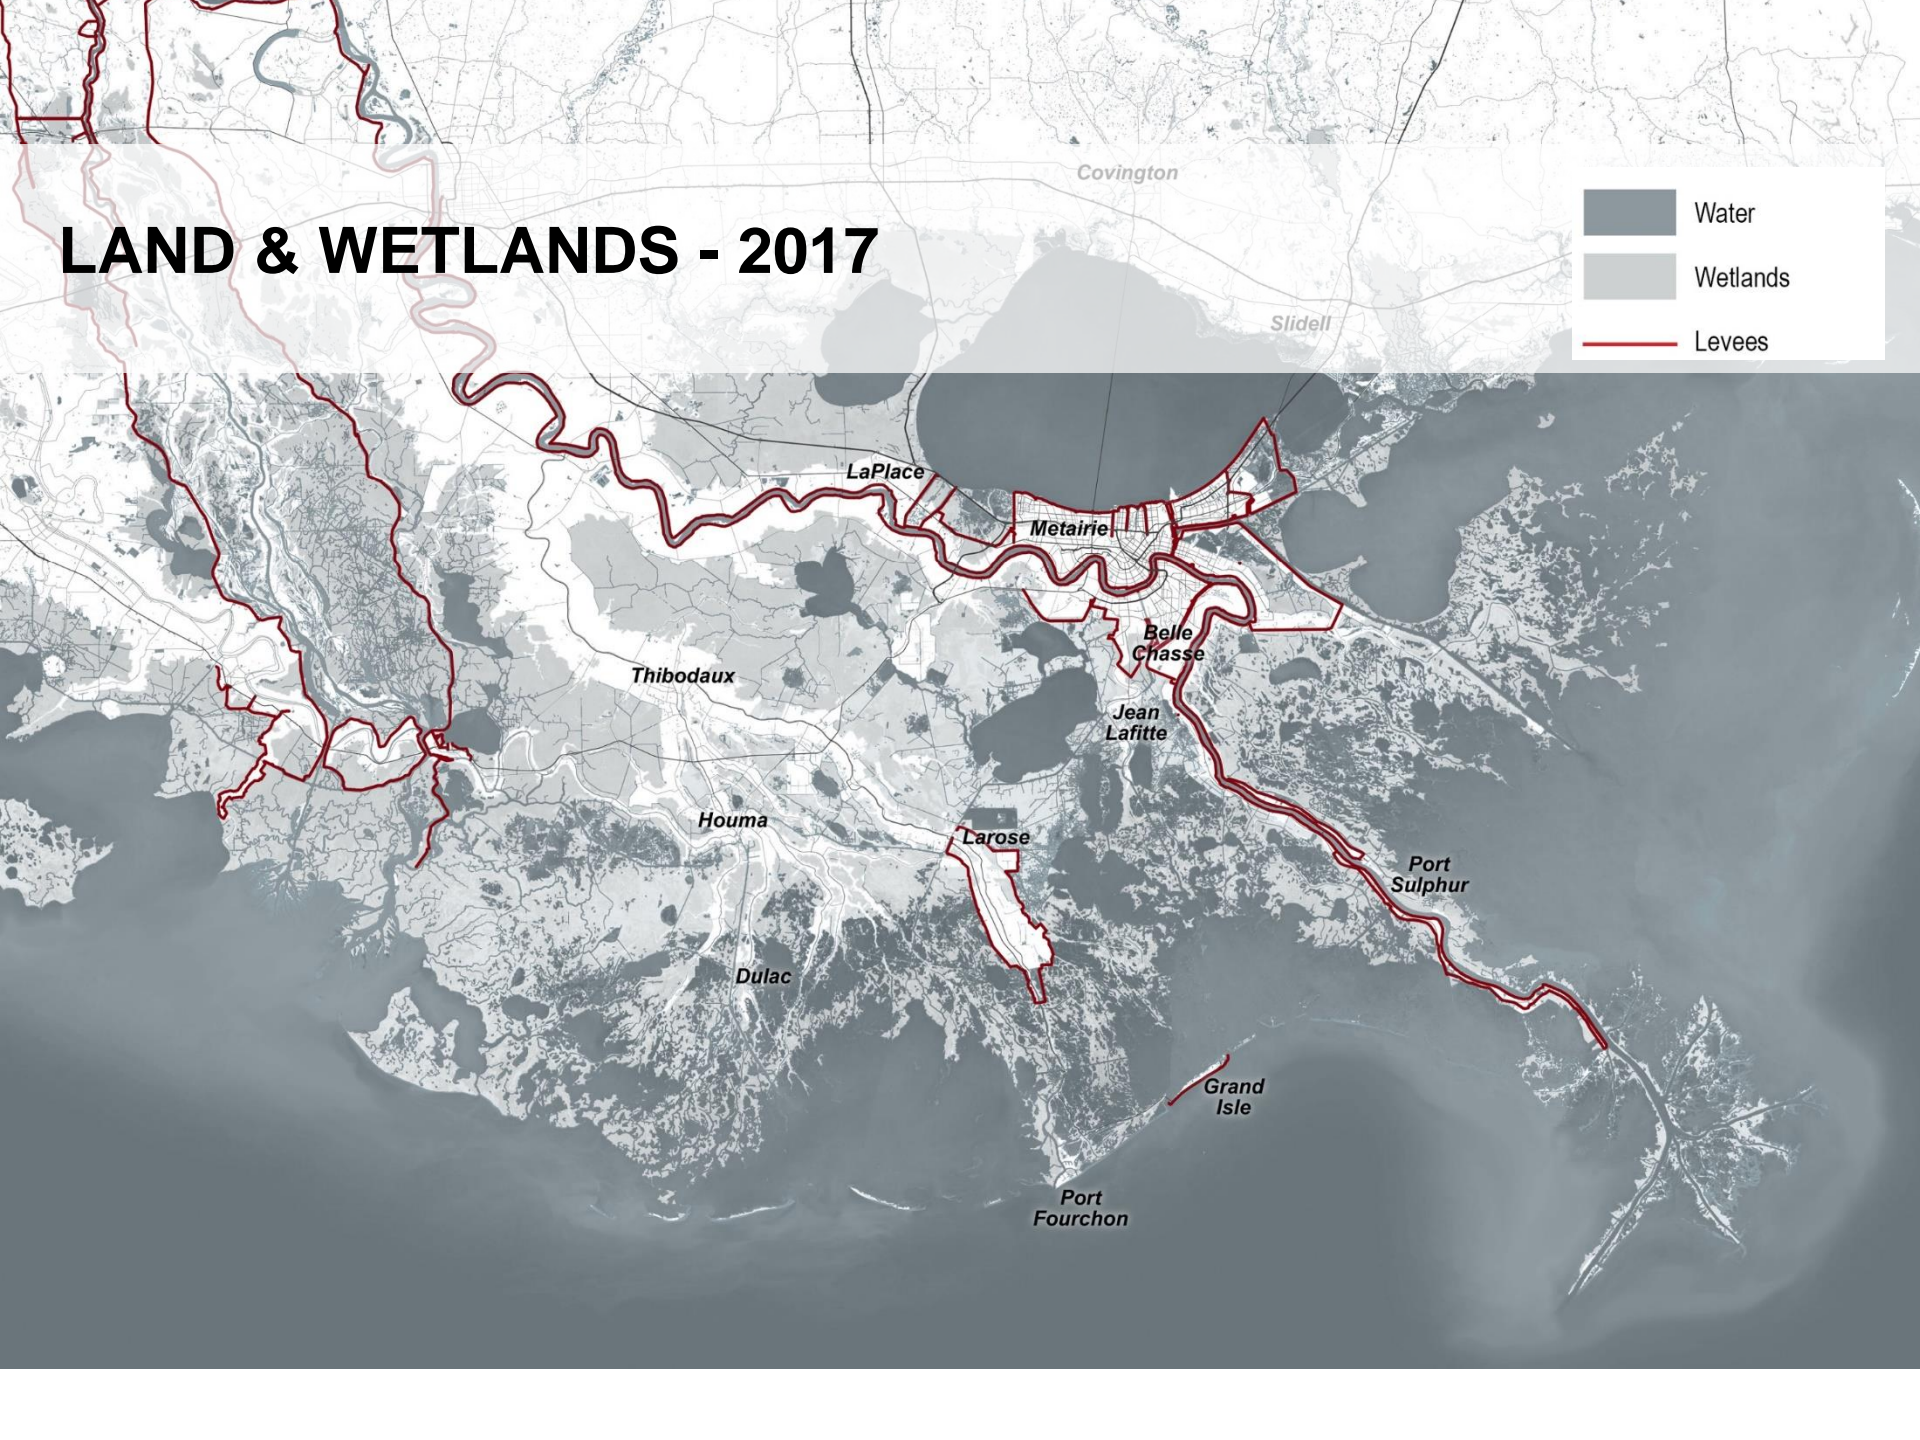 Covington
LAND & WETLANDS - 2017
Water
Wetlands
Slidell
Levees
LaPlace
Metairie
Belle
Chasse
Thibodaux
Jean
Lafitte
Houma
Larose
Port
Sulphur
Dulac
Grand
Isle
Port
Fourchon